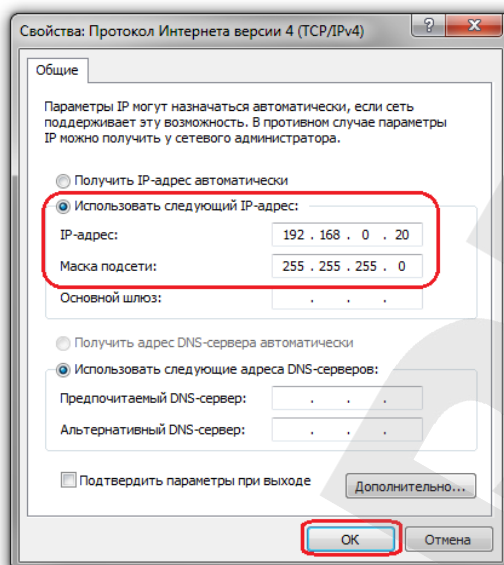 Свойства: Протокол Интернета версии 4 (TCP/IPv4)
Общие
Параметры IP могут назначаться автоматически, если сеть
поддерживает эту возможность. В противном случае параметры
IP можно получить у сетевого администратора.
Получить IP-адрес автоматически
Использовать следующий IP-адрес:
IP-адрес: 192 . 168 . 0 . 20
Маска подсети: 255 . 255 . 255 . 0
Основной шлюз: . . .
Получить адрес DNS-сервера автоматически
Использовать следующие адреса DNS-серверов:
Предпочитаемый DNS-сервер: . . .
Альтернативный DNS-сервер: . . .
Подтвердить параметры при выходе
Дополнительно...
ОК Отмена